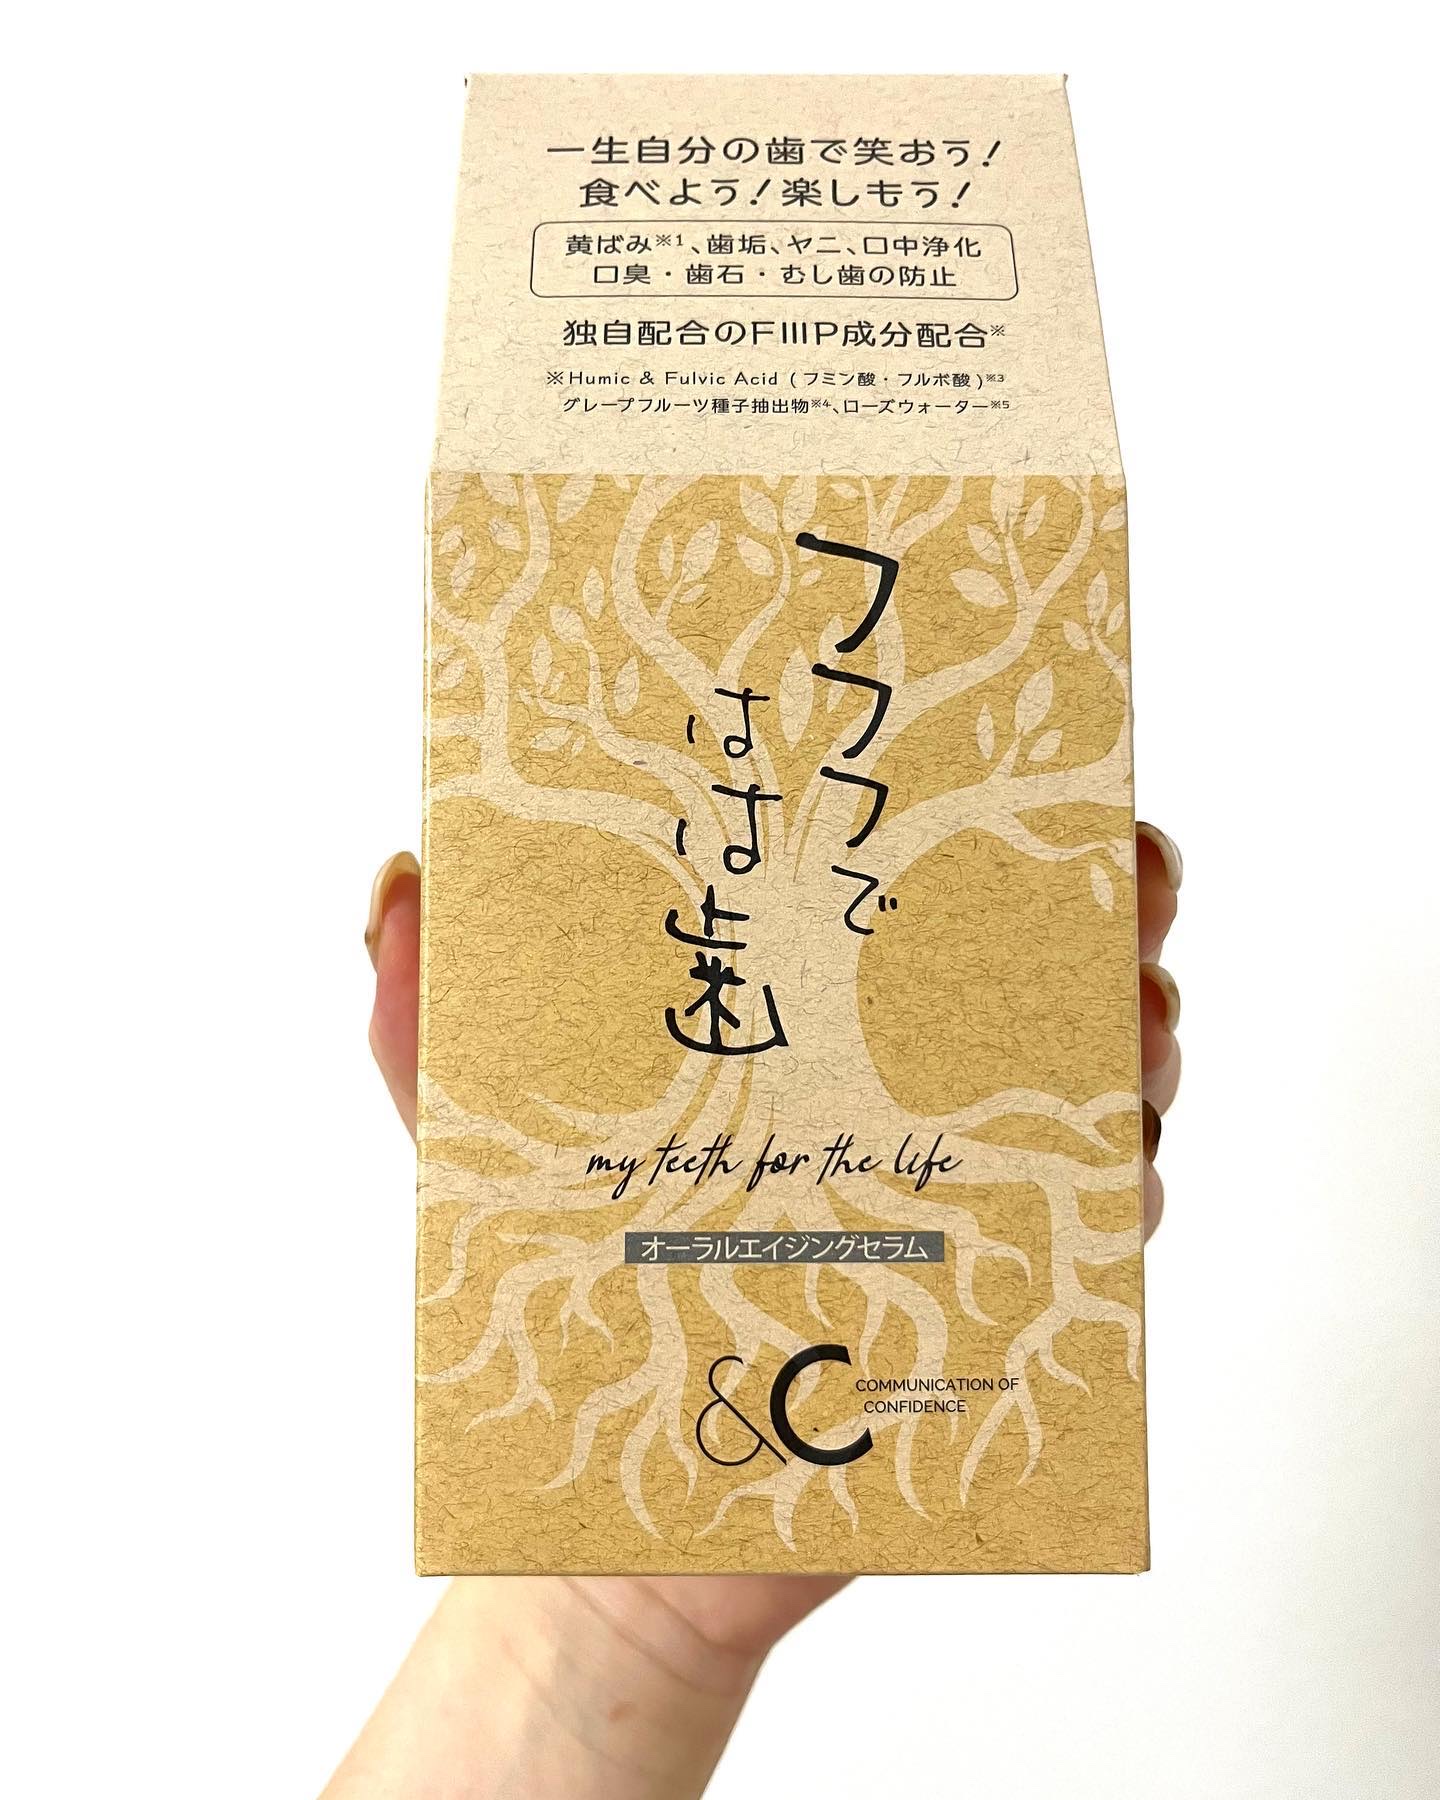 一生自分の歯で笑おう！
食べよう！楽しもう！
黄ばみ※1、歯垢、ヤニ、口中浄化
口臭・歯石・むし歯の防止
独自配合のFIIIP成分配合※
※Humic & Fulvic Acid (フミン酸・フルボ酸)※3
グレープフルーツ種子抽出物※4、ローズウォーター※5
フフフで
はは歯
my teeth for the life
オーラルエイジングセラム
&C COMMUNICATION OF
CONFIDENCE